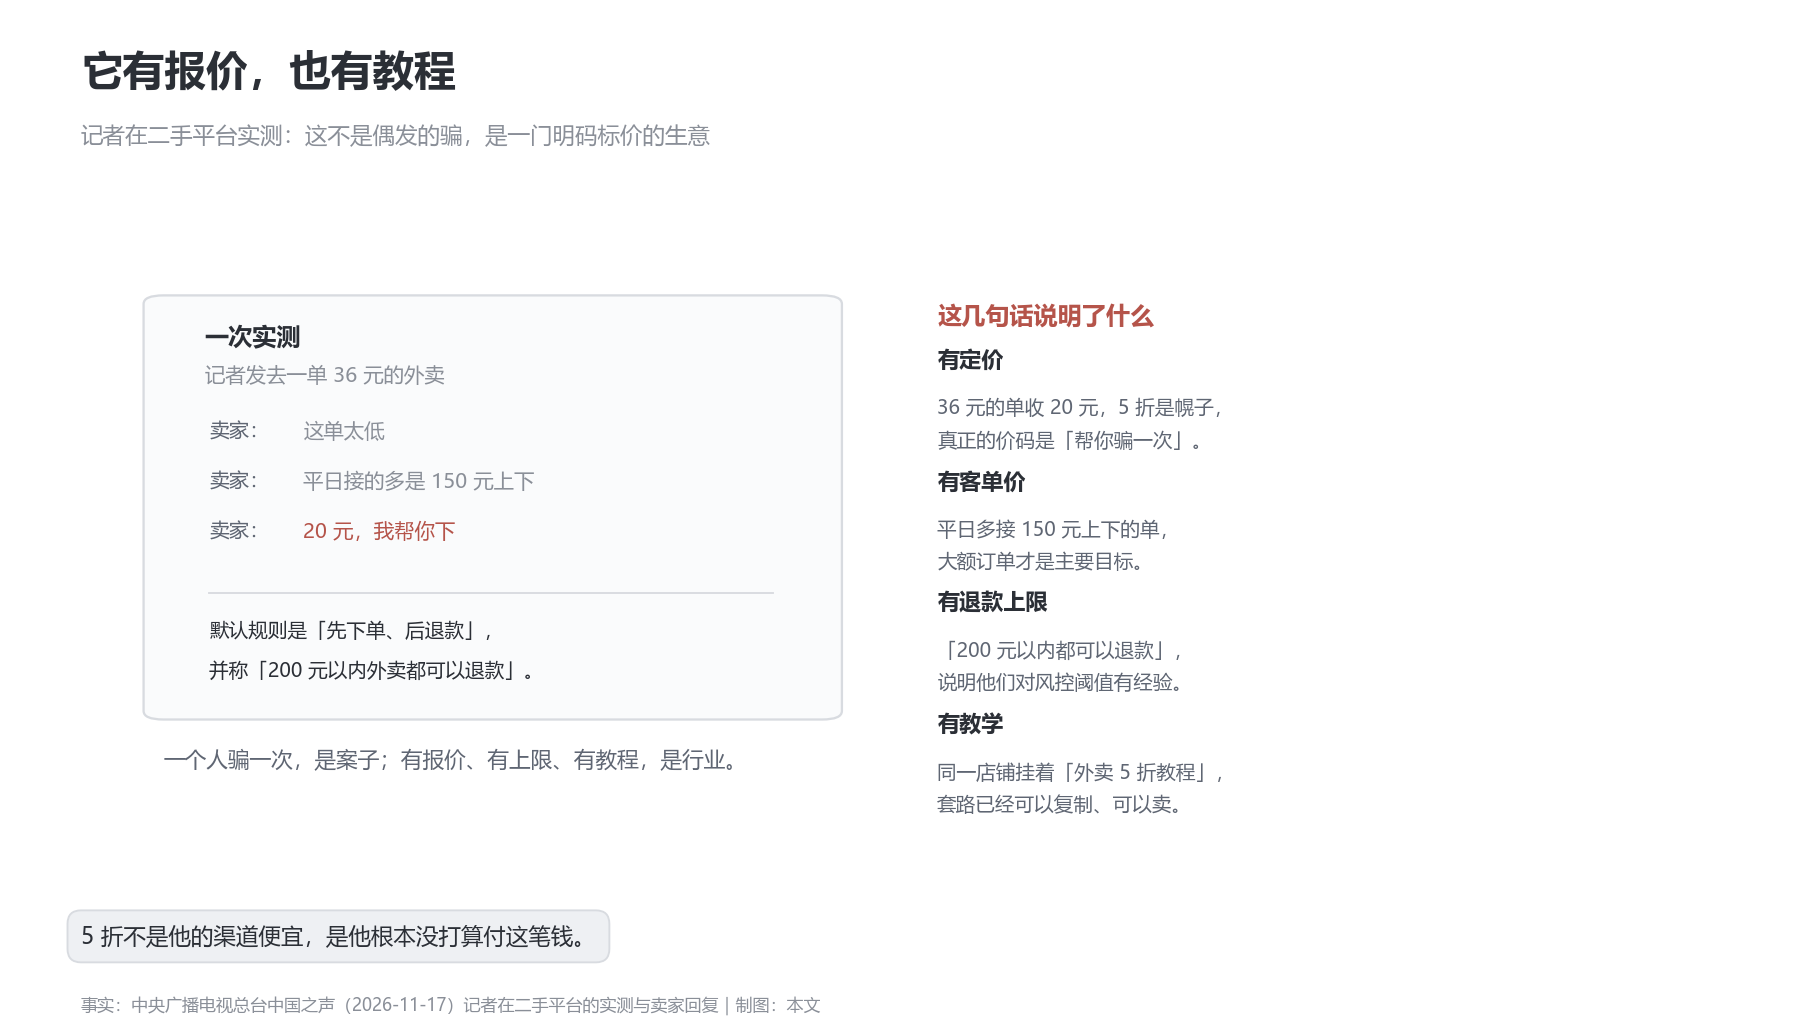 它有报价，也有教程
记者在二手平台实测：这不是偶发的骗，是一门明码标价的生意
一次实测
记者发去一单 36 元的外卖
卖家： 这单太低
卖家： 平日接的多是 150 元上下
卖家： 20 元，我帮你下
默认规则是「先下单、后退款」，
并称「200 元以内外卖都可以退款」。
一个人骗一次，是案子；有报价、有上限、有教程，是行业。
这几句话说明了什么
有定价
36 元的单收 20 元，5 折是幌子，
真正的价码是「帮你骗一次」。
有客单价
平日多接 150 元上下的单，
大额订单才是主要目标。
有退款上限
「200 元以内都可以退款」，
说明他们对风控阈值有经验。
有教学
同一店铺挂着「外卖 5 折教程」，
套路已经可以复制、可以卖。
5 折不是他的渠道便宜，是他根本没打算付这笔钱。
事实：中央广播电视总台中国之声（2026-11-17）记者在二手平台的实测与卖家回复 | 制图：本文